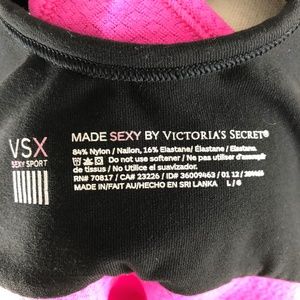 VSX
SEXY SPORT
MADE SEXY BY VICTORIA'S SECRET®
84% Nylon / Nailon, 16% Elastane/ Élastane / Elastano.
Do not use softener / Ne pas utiliser d'assouplir
de tissus / No Utilice el suavizador.
RN# 70817 / CA# 23226 / ID# 36009463 / 01 12 /
MADE IN/FAIT AU/HECHO EN SRI LANKA L / G